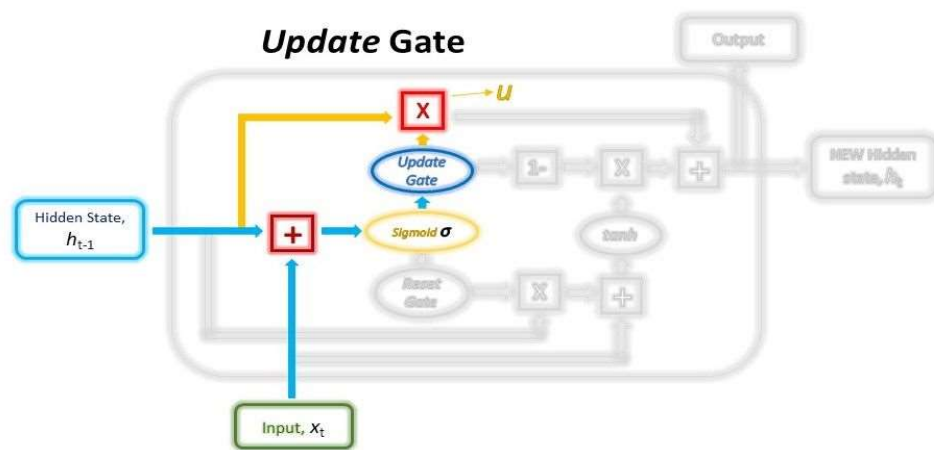 Update Gate
Output
X
u
Update
Gate
1-
X
+
NEW Hidden
state, hₜ
Hidden State,
hₜ₋₁
+
Sigmoid σ
tanh
Reset
Gate
X
+
Input, xₜ